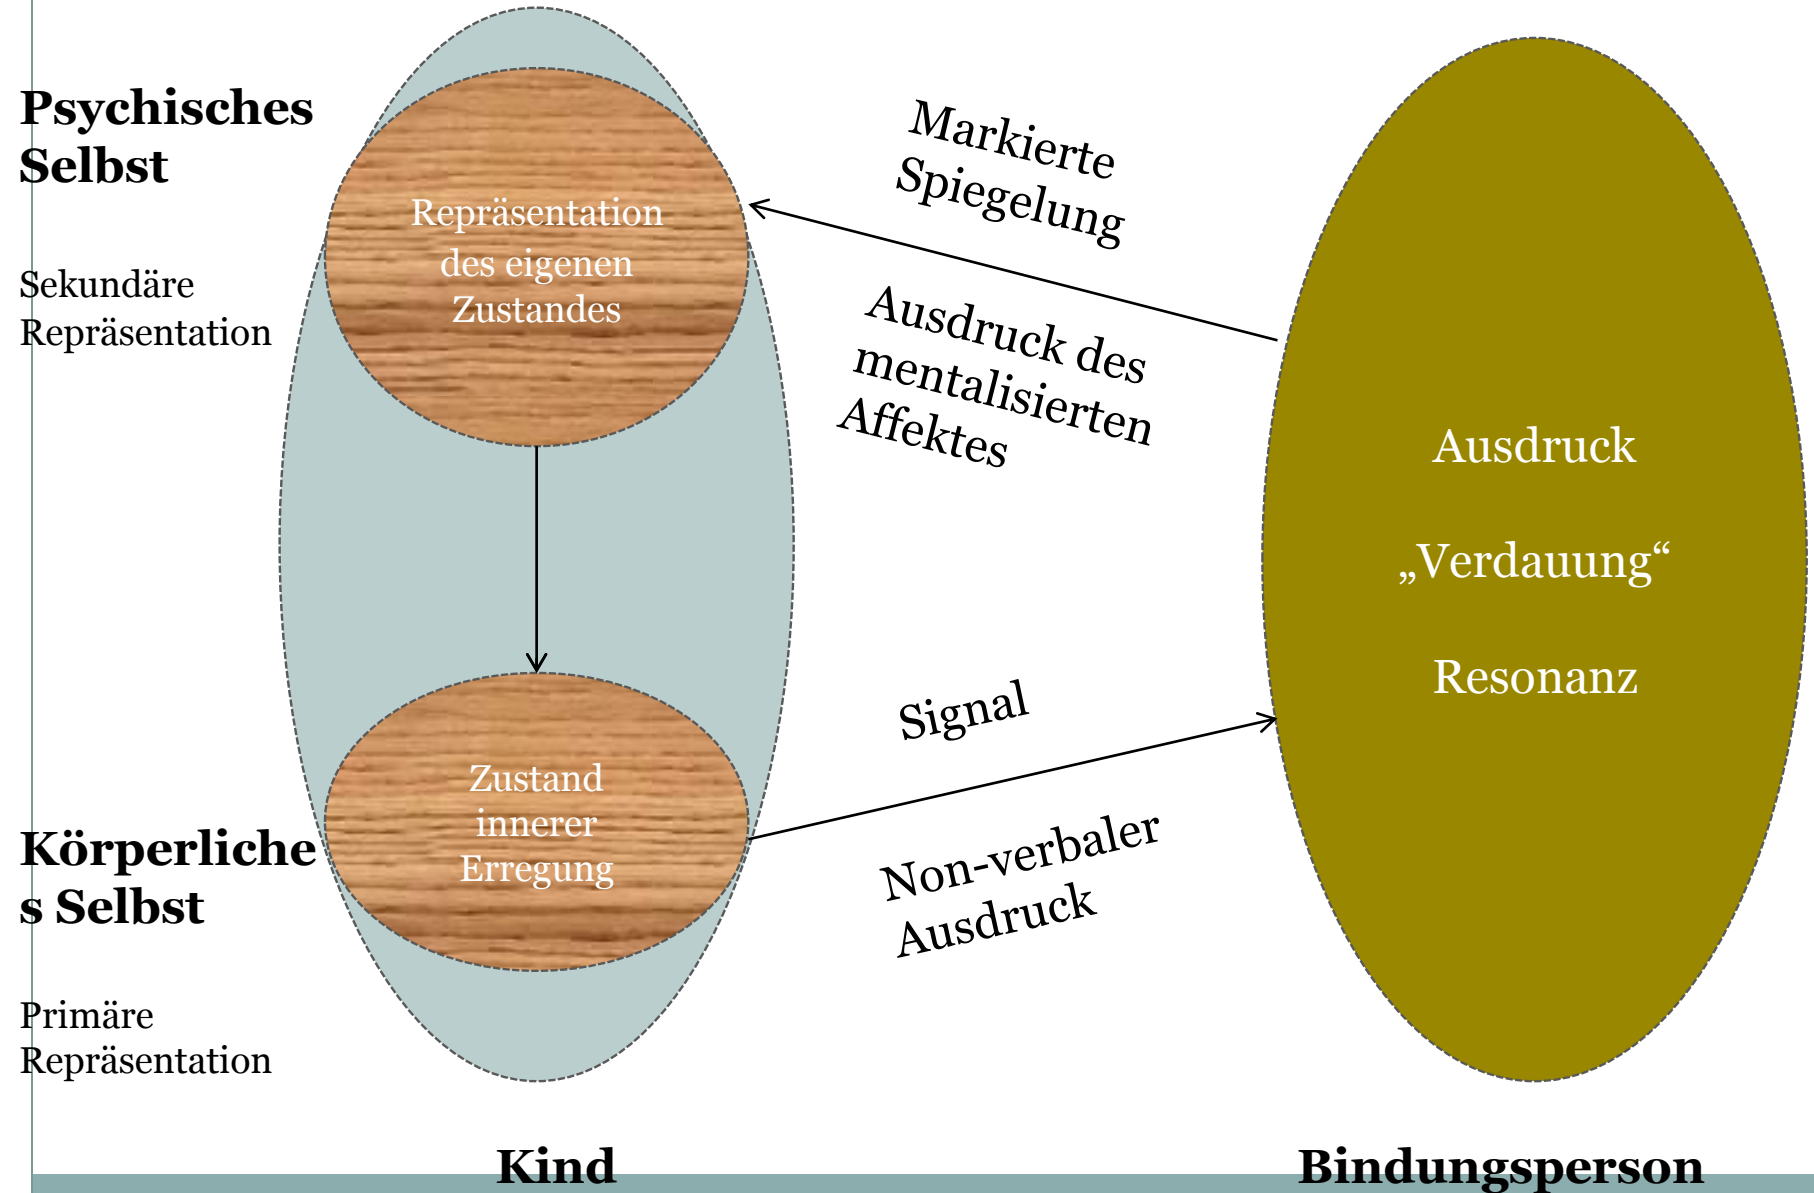 Psychisches
Selbst
Sekundäre
Repräsentation
Repräsentation
des eigenen
Zustandes
Markierte
Spiegelung
Ausdruck des
mentalisierten
Affektes
Ausdruck
„Verdauung“
Resonanz
Signal
Non-verbaler
Ausdruck
Zustand
innerer
Erregung
Körperliche
s Selbst
Primäre
Repräsentation
Kind
Bindungsperson